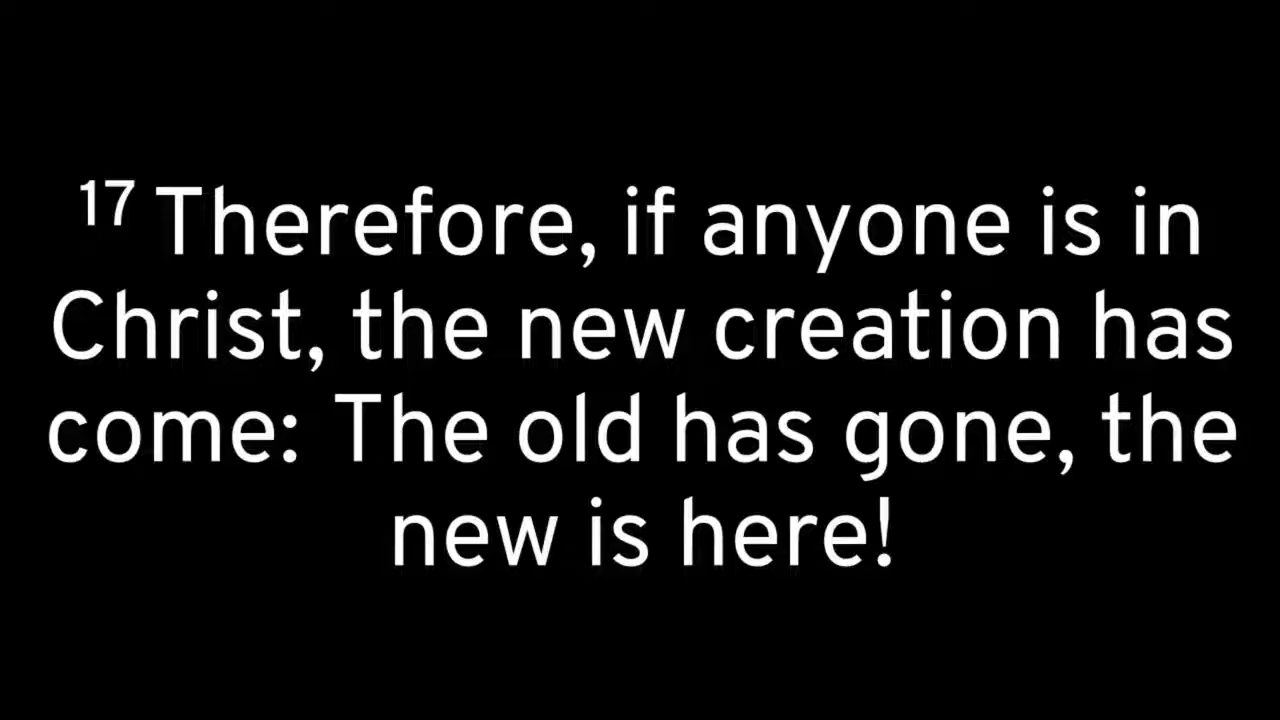 17 Therefore, if anyone is in
Christ, the new creation has
come: The old has gone, the
new is here!